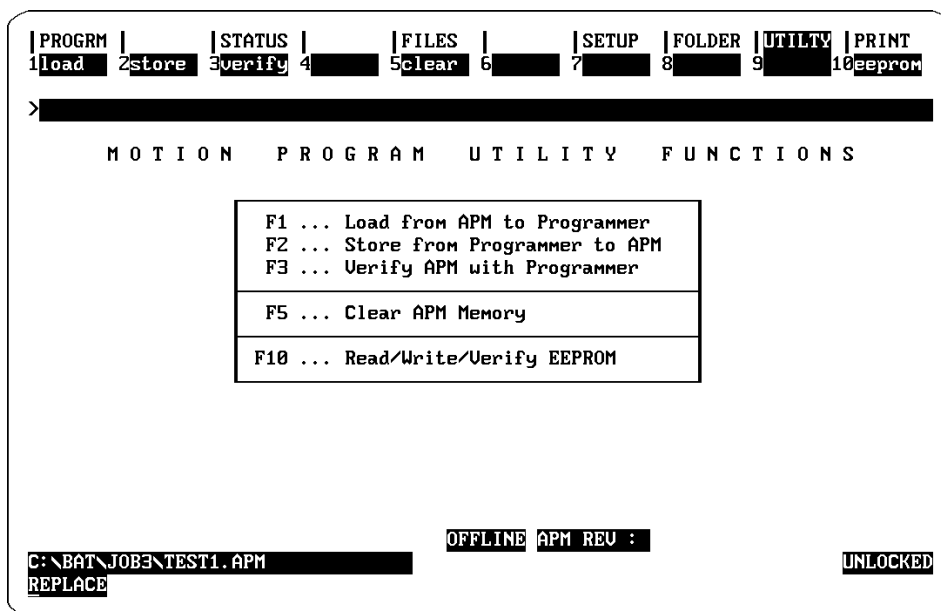 |PROGRM | |STATUS | |FILES | |SETUP |FOLDER |UTILTY |PRINT
1load 2store 3verify 4 5clear 6 7 8 9 10eeprom
>
MOTION PROGRAM UTILITY FUNCTIONS
F1 ... Load from APM to Programmer
F2 ... Store from Programmer to APM
F3 ... Verify APM with Programmer
F5 ... Clear APM Memory
F10 ... Read/Write/Verify EEPROM
OFFLINE APM REV :
C:\BAT\JOB3\TEST1.APM UNLOCKED
REPLACE